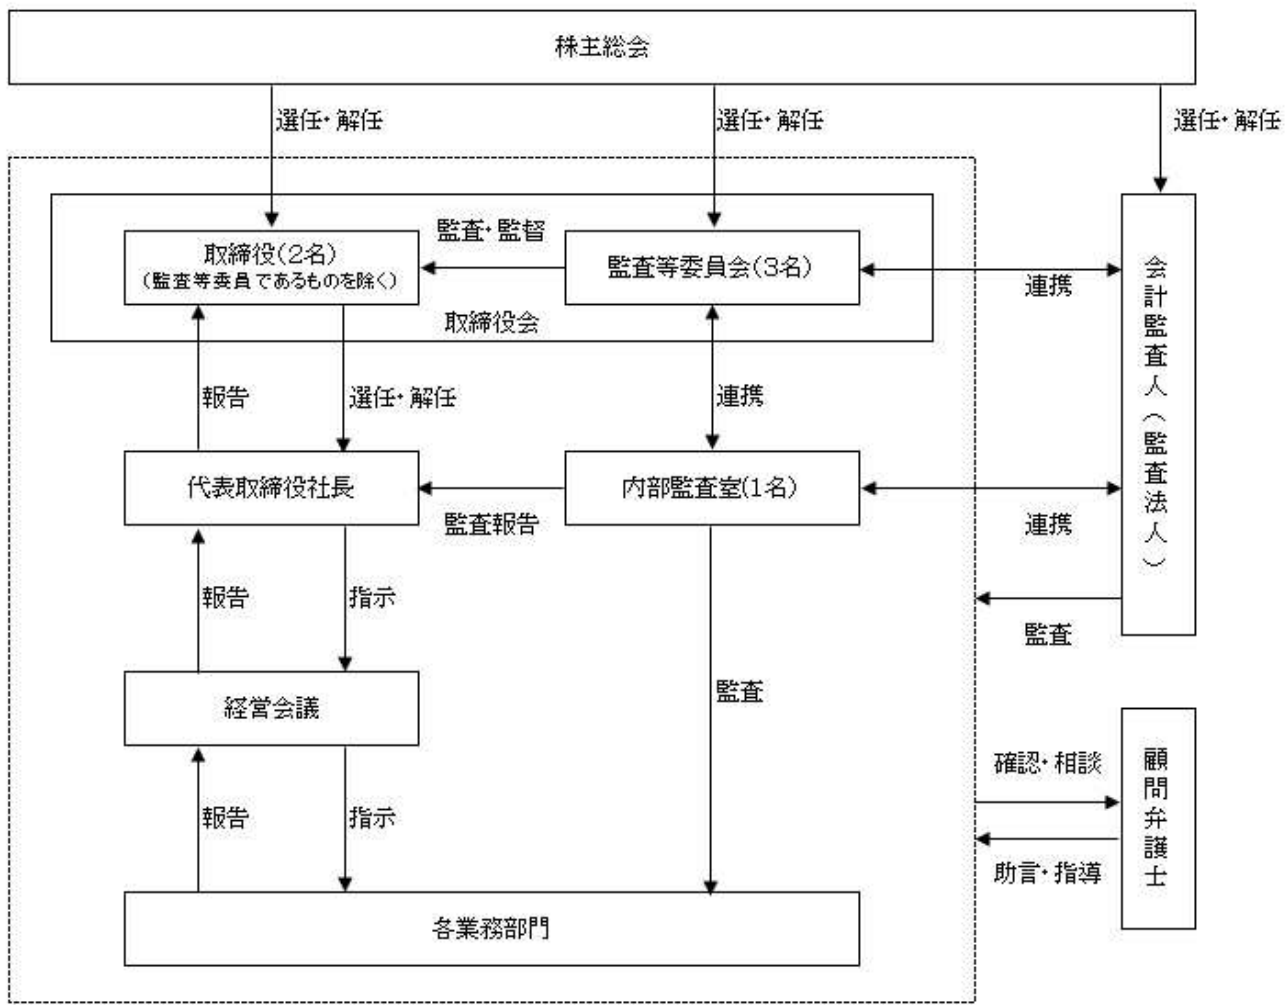 株主総会
選任・解任
選任・解任
選任・解任
監査・監督
取締役(2名)
(監査等委員であるものを除く)
監査等委員会(3名)
連携
取締役会
会計監査人(監査法人)
報告
選任・解任
連携
代表取締役社長
内部監査室(1名)
監査報告
連携
報告
指示
監査
経営会議
監査
確認・相談
顧問弁護士
報告
指示
助言・指導
各業務部門